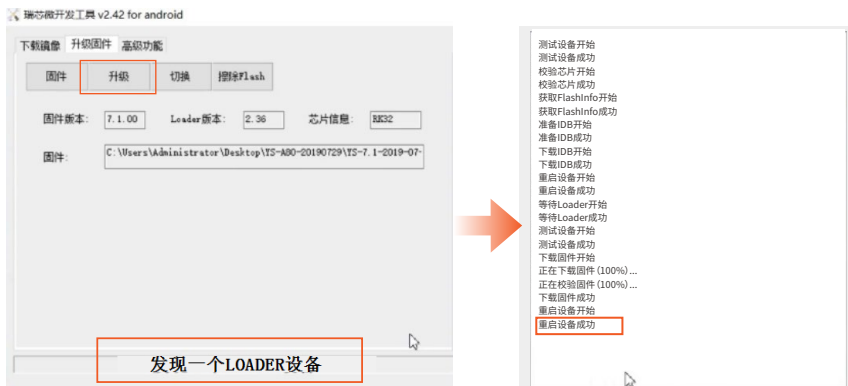 瑞芯微开发工具 v2.42 for android
下载镜像 升级固件 高级功能
固件 升级 切换 擦除Flash
固件版本: 7.1.00 Loader版本: 2.36 芯片信息: RK32
固件: C:\Users\Administrator\Desktop\YS-A80-20190729\YS-7.1-2019-07-
发现一个LOADER设备
测试设备开始
测试设备成功
校验芯片开始
校验芯片成功
获取FlashInfo开始
获取FlashInfo成功
准备IDB开始
准备IDB成功
下载IDB开始
下载IDB成功
重启设备开始
重启设备成功
等待Loader开始
等待Loader成功
测试设备开始
测试设备成功
下载固件开始
正在下载固件(100%)...
正在校验固件(100%)...
下载固件成功
重启设备开始
重启设备成功